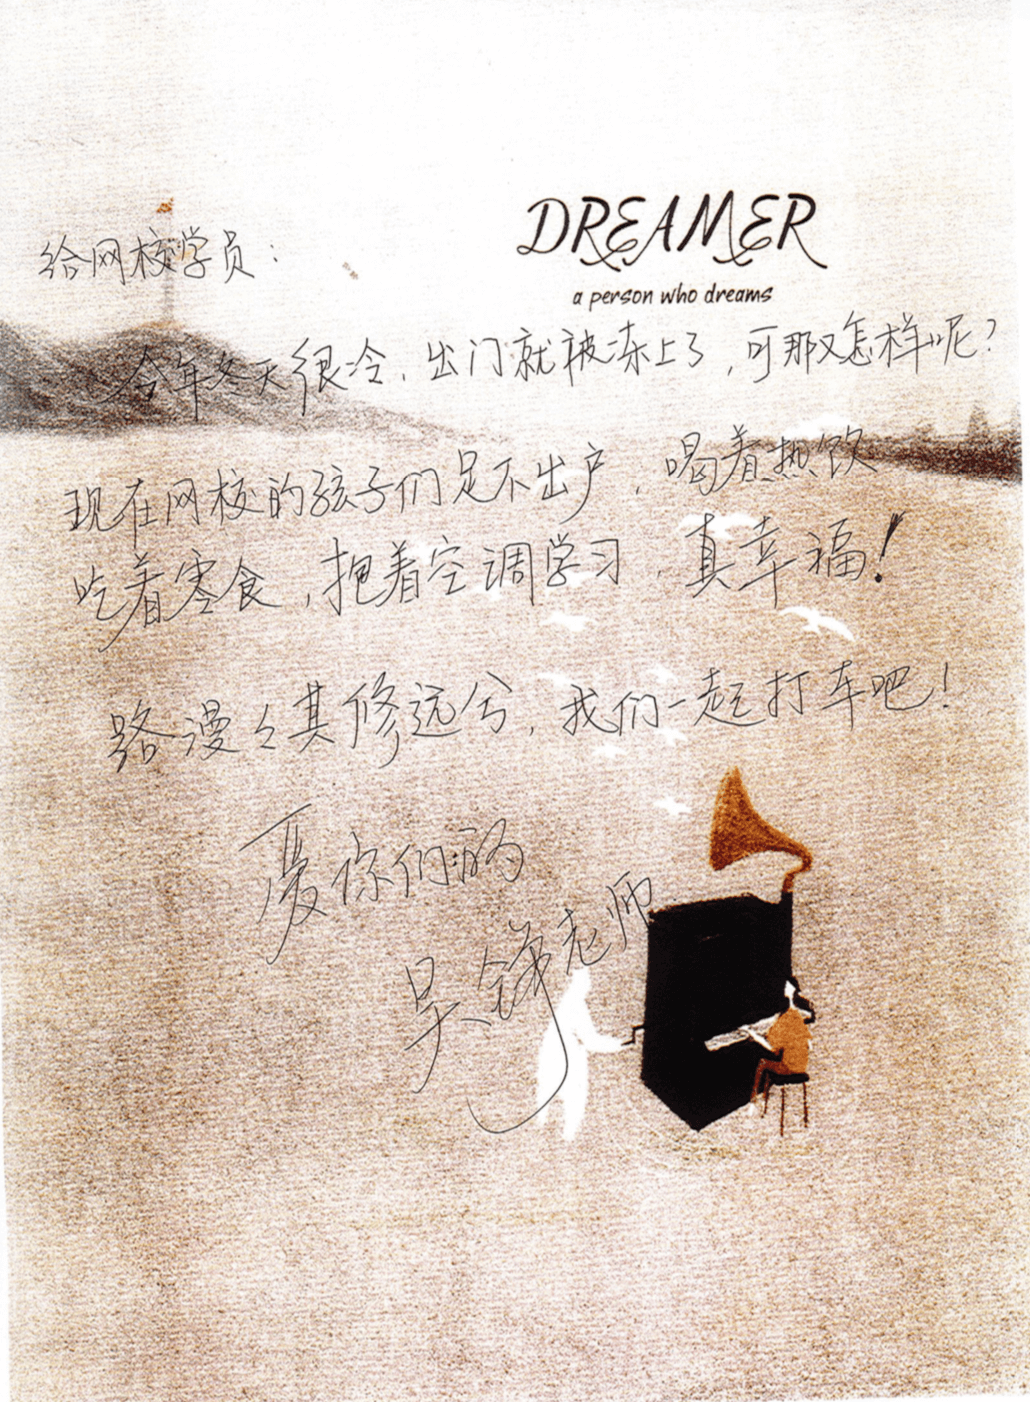 DREAMER
a person who dreams
给网校学员：
今年冬天很冷，出门就被冻上了，可那又怎样呢？
现在网校的孩子们足不出户，喝着热饮
吃着零食，抱着空调学习，真幸福！
路漫々其修远兮，我们一起打车吧！
爱你们的
吴铮老师